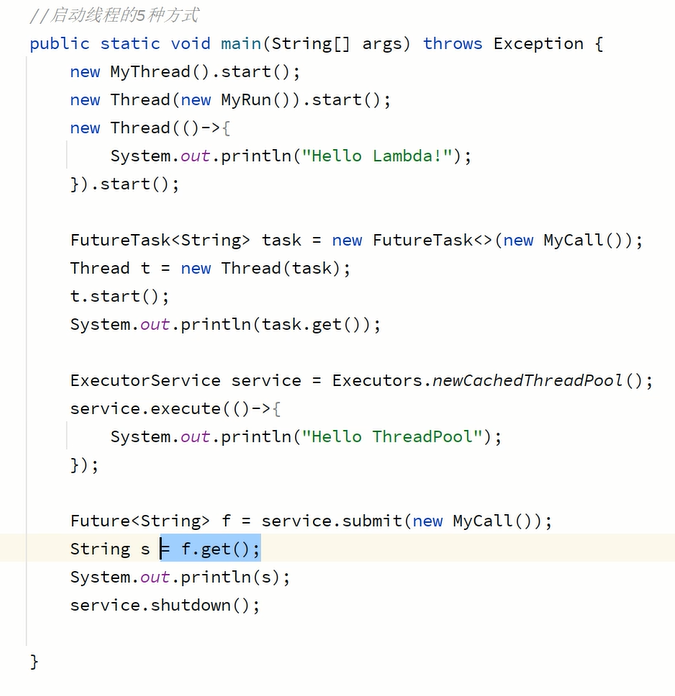 //启动线程的5种方式
public static void main(String[] args) throws Exception {
new MyThread().start();
new Thread(new MyRun()).start();
new Thread(()->{
System.out.println("Hello Lambda!");
}).start();
FutureTask<String> task = new FutureTask<>(new MyCall());
Thread t = new Thread(task);
t.start();
System.out.println(task.get());
ExecutorService service = Executors.newCachedThreadPool();
service.execute(()->{
System.out.println("Hello ThreadPool");
});
Future<String> f = service.submit(new MyCall());
String s = f.get();
System.out.println(s);
service.shutdown();
}